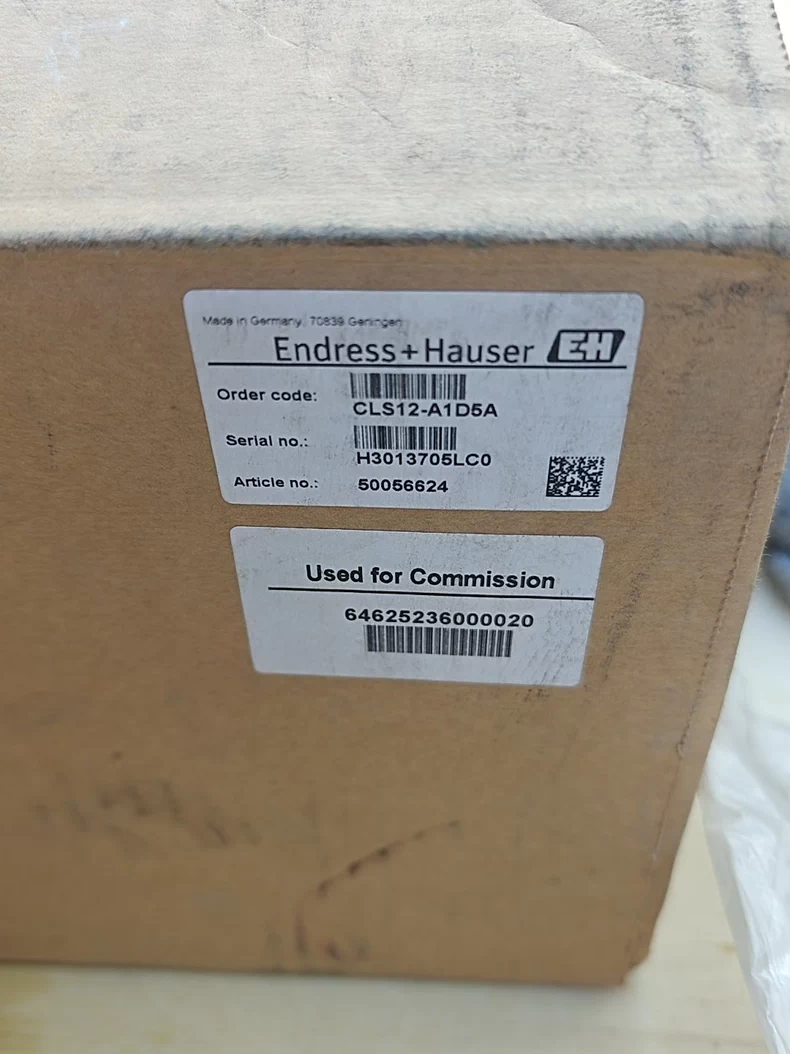 Made in Germany, 70839 Gerlingen
Endress+Hauser EH
Order code:
CLS12-A1D5A
Serial no.:
H3013705LC0
Article no.: 50056624
Used for Commission
64625236000020